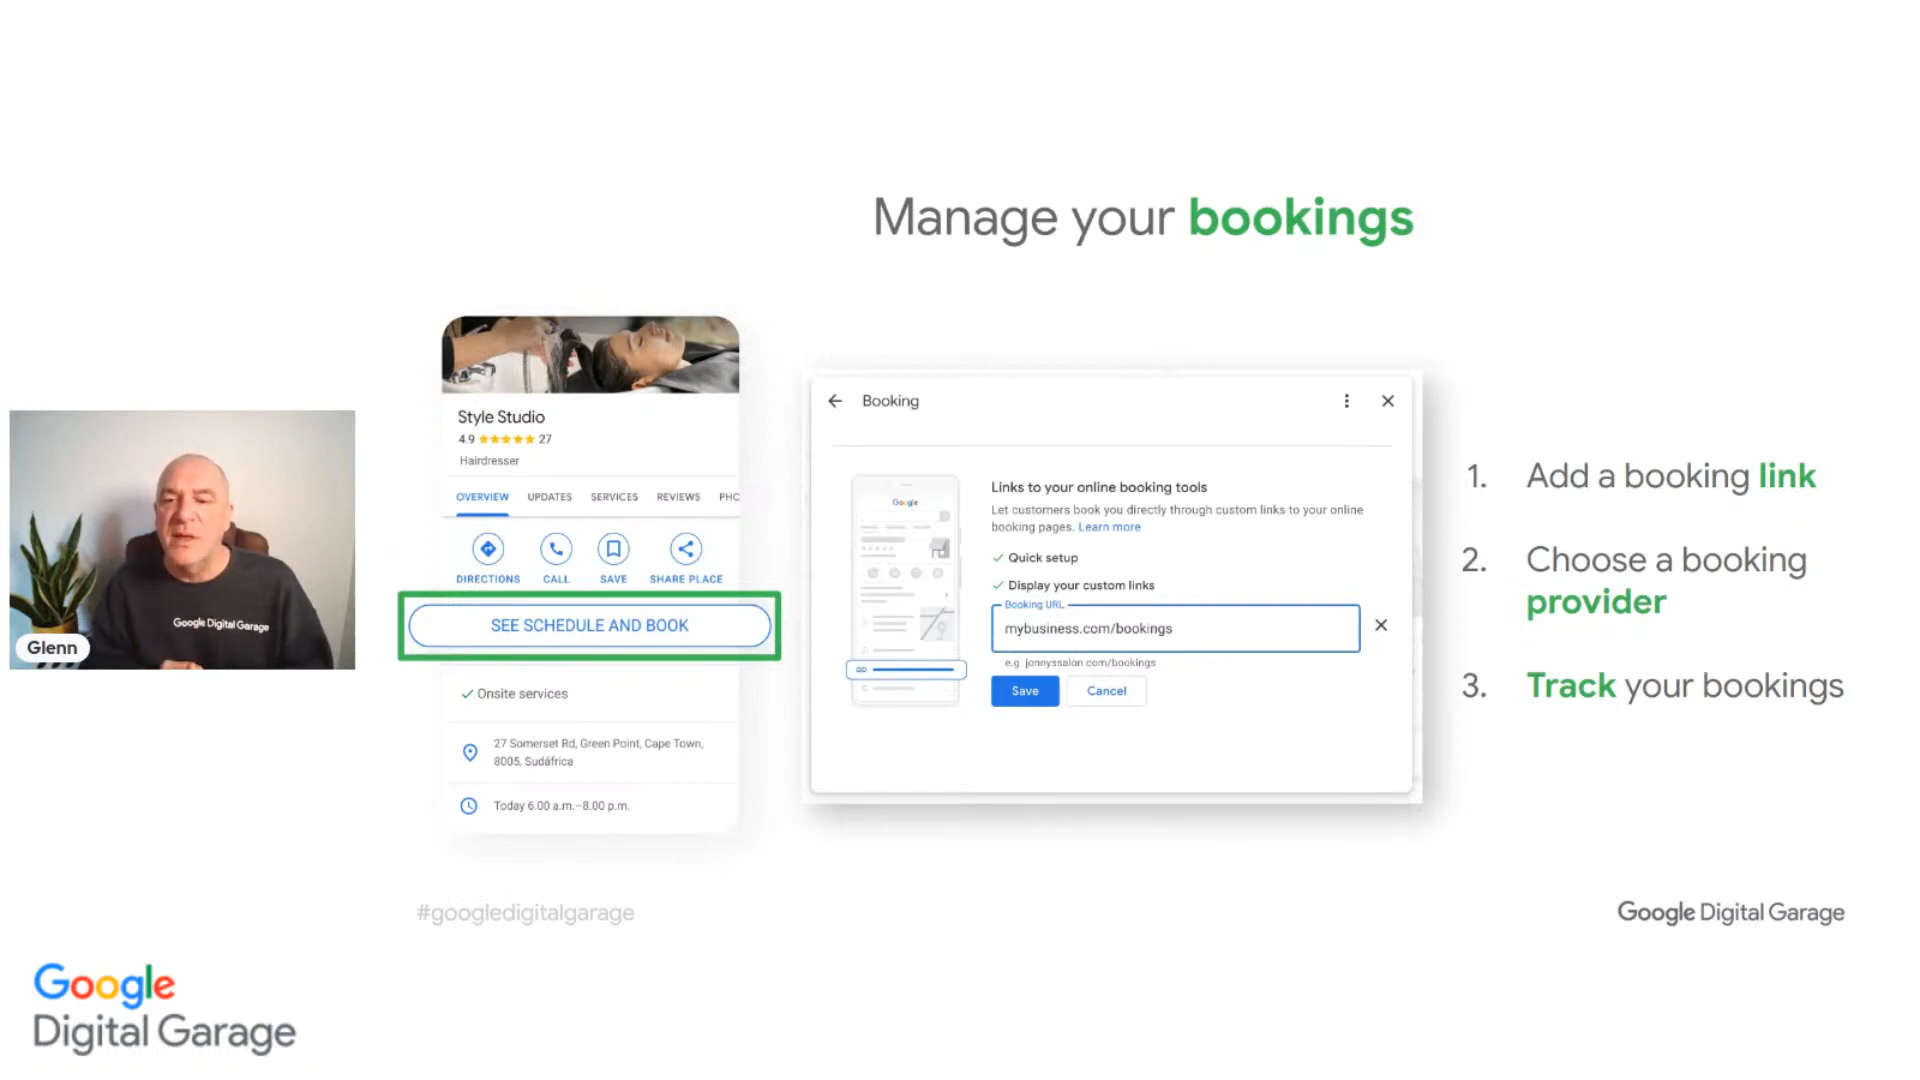 Manage your bookings
Style Studio
4.9 27
Hairdresser
OVERVIEW UPDATES SERVICES REVIEWS PHO
DIRECTIONS CALL SAVE SHARE PLACE
SEE SCHEDULE AND BOOK
Onsite services
27 Somerset Rd, Green Point, Cape Town,
8005, Sudáfrica
Today 6.00 a.m.–8.00 p.m.
Booking
Google
Links to your online booking tools
Let customers book you directly through custom links to your online
booking pages. Learn more
Quick setup
Display your custom links
Booking URL
mybusiness.com/bookings
e.g. jonnyssalon.com/bookings
Save Cancel
1. Add a booking link
2. Choose a booking
provider
3. Track your bookings
Google Digital Garage
Glenn
#googledigitalgarage
Google Digital Garage
Google
Digital Garage